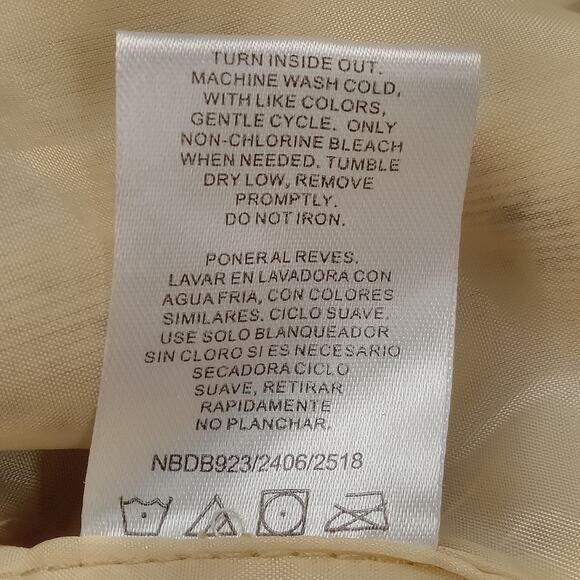 TURN INSIDE OUT.
MACHINE WASH COLD,
WITH LIKE COLORS,
GENTLE CYCLE. ONLY
NON-CHLORINE BLEACH
WHEN NEEDED. TUMBLE
DRY LOW, REMOVE
PROMPTLY.
DO NOT IRON.
PONER AL REVES.
LAVAR EN LAVADORA CON
AGUA FRIA, CON COLORES
SIMILARES. CICLO SUAVE.
USE SOLO BLANQUEADOR
SIN CLORO SI ES NECESARIO
SECADORA CICLO
SUAVE, RETIRAR
RAPIDAMENTE
NO PLANCHAR.
NBDB923/2406/2518